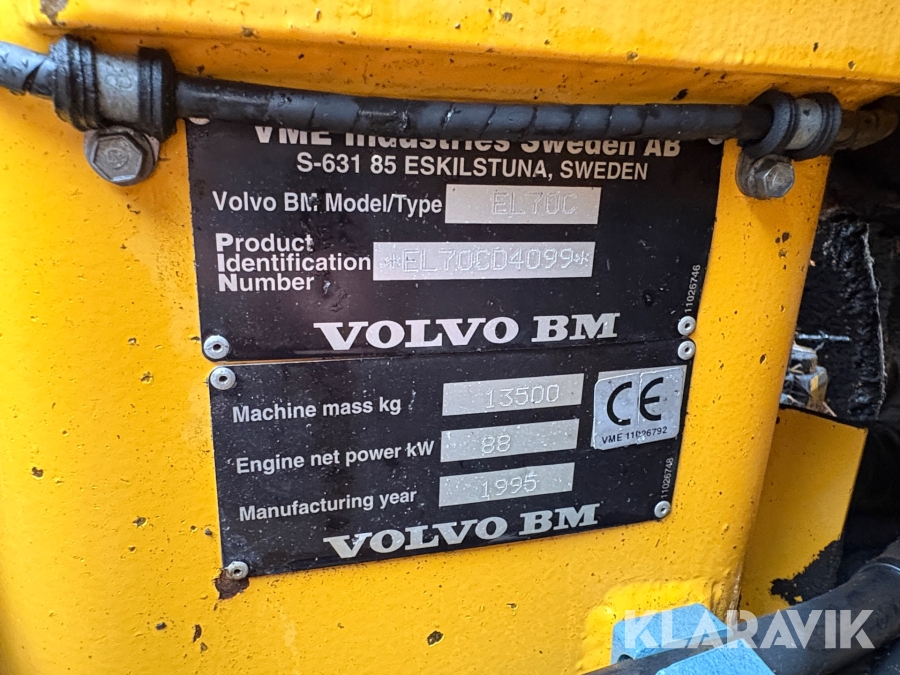 VME Industries Sweden AB
S-631 85 ESKILSTUNA, SWEDEN
Volvo BM Model/Type EL70C
Product
Identification *EL70CD4099*
Number
11026746
VOLVO BM
Machine mass kg 13500
CE
VME 11026792
Engine net power kW 88
Manufacturing year 1995
11026748
VOLVO BM
KLARAVIK